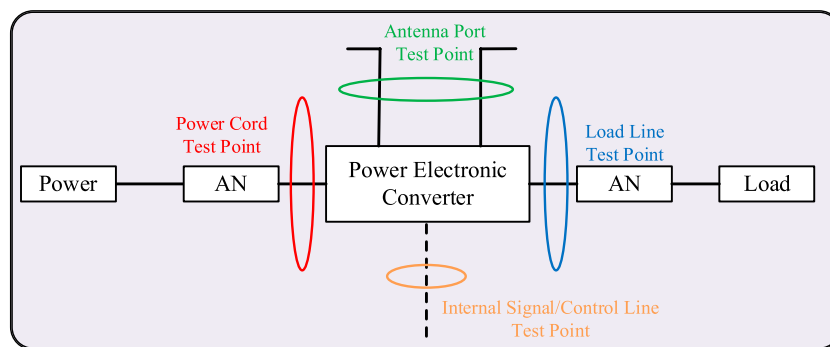 Antenna Port
Test Point
Power Cord
Test Point
Load Line
Test Point
Power
AN
Power Electronic
Converter
AN
Load
Internal Signal/Control Line
Test Point